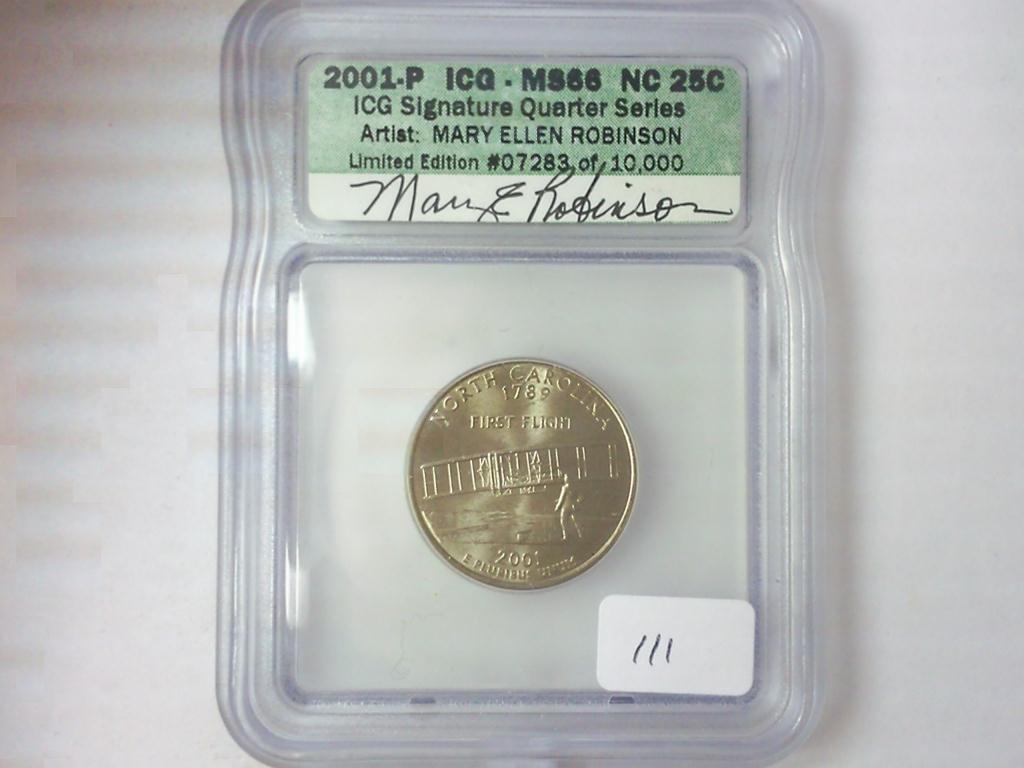 2001-P ICG - MS66 NC 25C
ICG Signature Quarter Series
Artist: MARY ELLEN ROBINSON
Limited Edition #07283 of 10,000
Mary E Robinson
NORTH CAROLINA
1789
FIRST FLIGHT
2001
E PLURIBUS UNUM
111